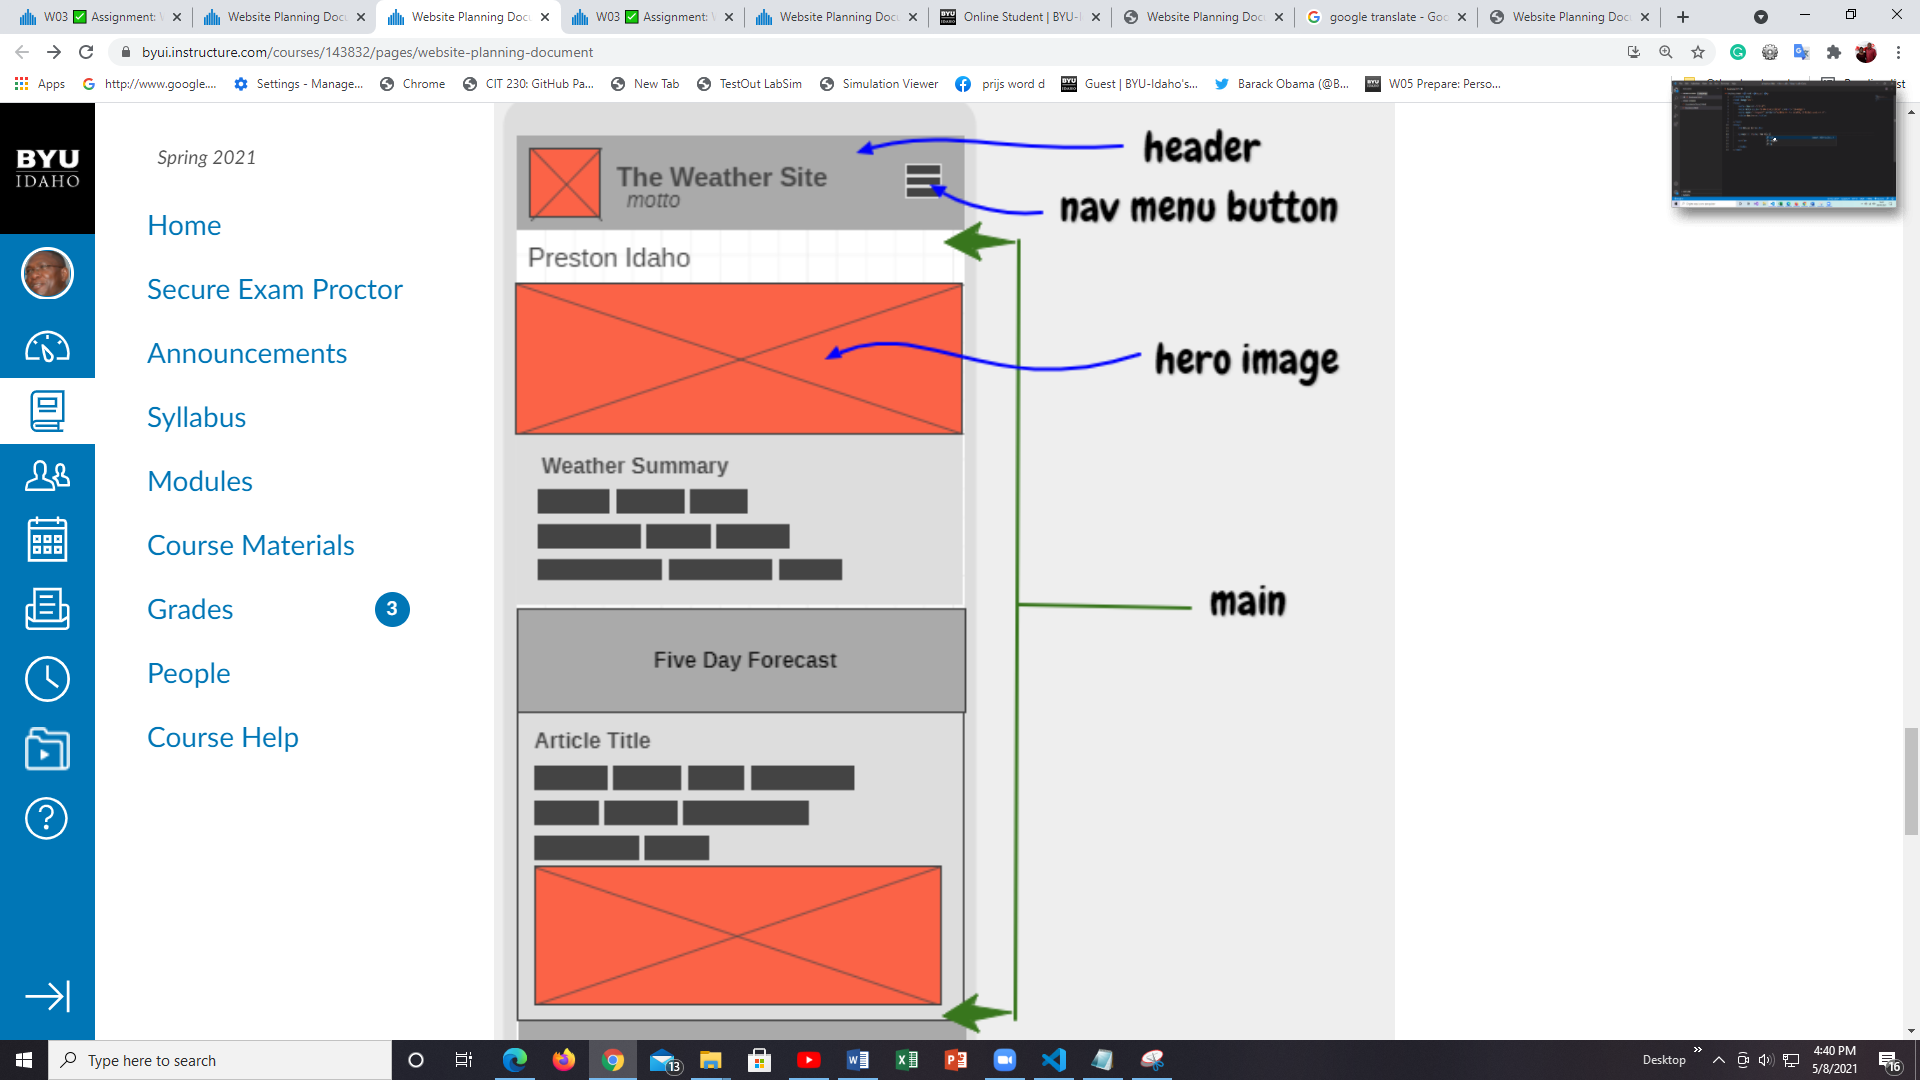 W03 ✅ Assignment: W
Website Planning Docu
Website Planning Docu
W03 ✅ Assignment: W
Website Planning Docu
Online Student | BYU-I
Website Planning Docu
google translate - Goo
Website Planning Docu
byui.instructure.com/courses/143832/pages/website-planning-document
Apps
http://www.google....
Settings - Manage...
Chrome
CIT 230: GitHub Pa...
New Tab
TestOut LabSim
Simulation Viewer
prijs word d
Guest | BYU-Idaho's...
Barack Obama (@B...
W05 Prepare: Perso...
BYU
IDAHO
Spring 2021
Home
Secure Exam Proctor
Announcements
Syllabus
Modules
Course Materials
Grades
3
People
Course Help
The Weather Site
motto
header
nav menu button
Preston Idaho
hero image
Weather Summary
main
Five Day Forecast
Article Title
Type here to search
13
Desktop
4:40 PM
5/8/2021
16